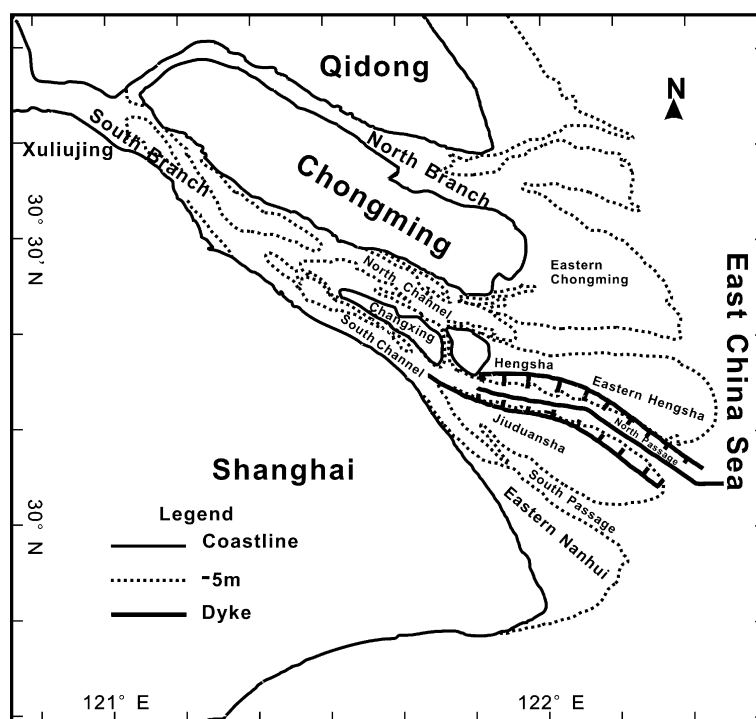 Qidong
N
Xuliujing
South Branch
North Branch
Chongming
30° 30' N
Eastern
Chongming
North Channel
Changxing
South Channel
Hengsha
Eastern Hengsha
East China Sea
North Passage
Jiuduansha
South Passage
Eastern Nanhui
Shanghai
30° N
Legend
Coastline
-5m
Dyke
121° E
122° E